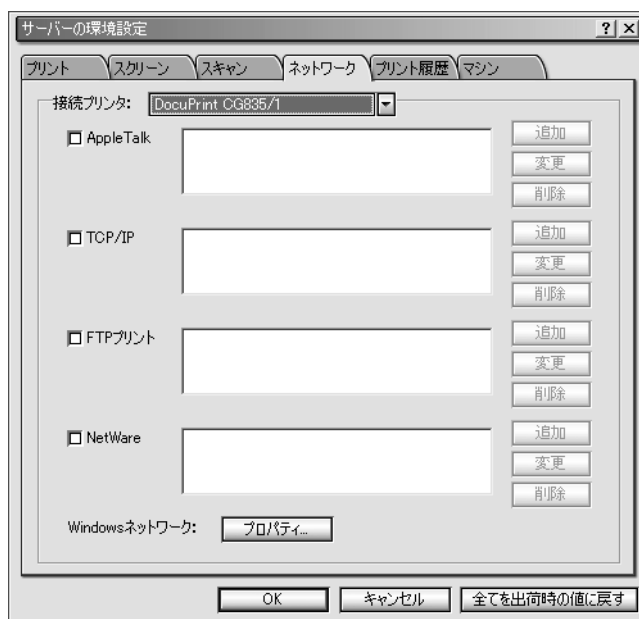 サーバーの環境設定
プリント スクリーン スキャン ネットワーク プリント履歴 マシン
接続プリンタ: DocuPrint CG835/1
AppleTalk 追加
変更
削除
TCP/IP 追加
変更
削除
FTPプリント 追加
変更
削除
NetWare 追加
変更
削除
Windowsネットワーク: プロパティ...
OK キャンセル 全てを出荷時の値に戻す